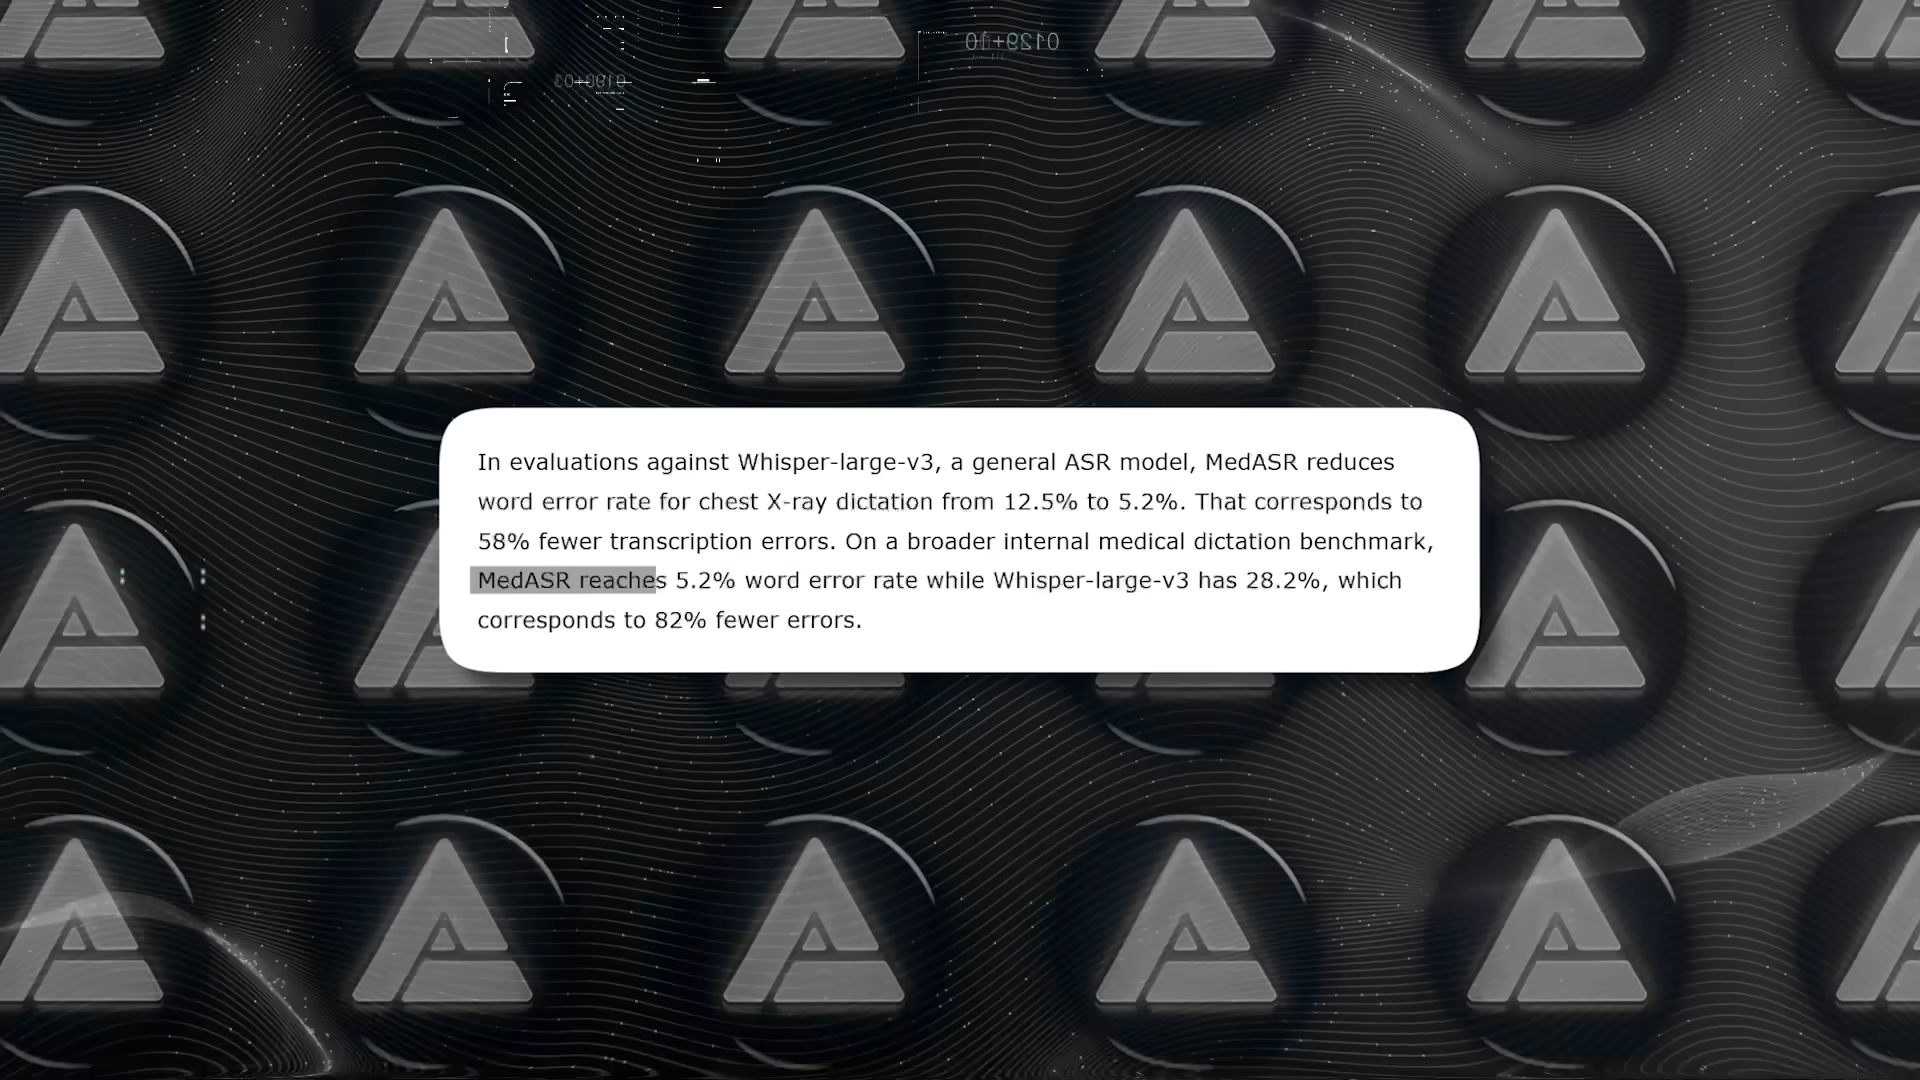 In evaluations against Whisper-large-v3, a general ASR model, MedASR reduces
word error rate for chest X-ray dictation from 12.5% to 5.2%. That corresponds to
58% fewer transcription errors. On a broader internal medical dictation benchmark,
MedASR reaches 5.2% word error rate while Whisper-large-v3 has 28.2%, which
corresponds to 82% fewer errors.